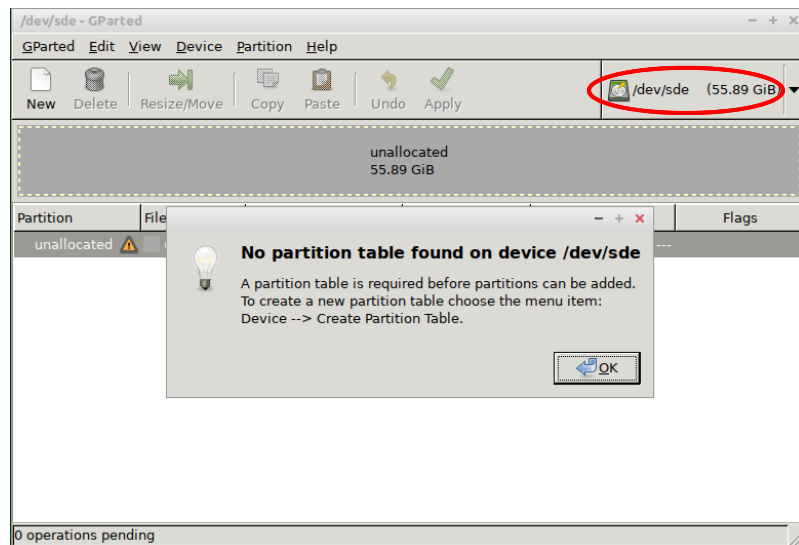 /dev/sde - GParted
GParted Edit View Device Partition Help
New Delete Resize/Move Copy Paste Undo Apply /dev/sde (55.89 GiB)
unallocated
55.89 GiB
Partition File Flags
unallocated ---
No partition table found on device /dev/sde
A partition table is required before partitions can be added.
To create a new partition table choose the menu item:
Device --> Create Partition Table.
OK
0 operations pending